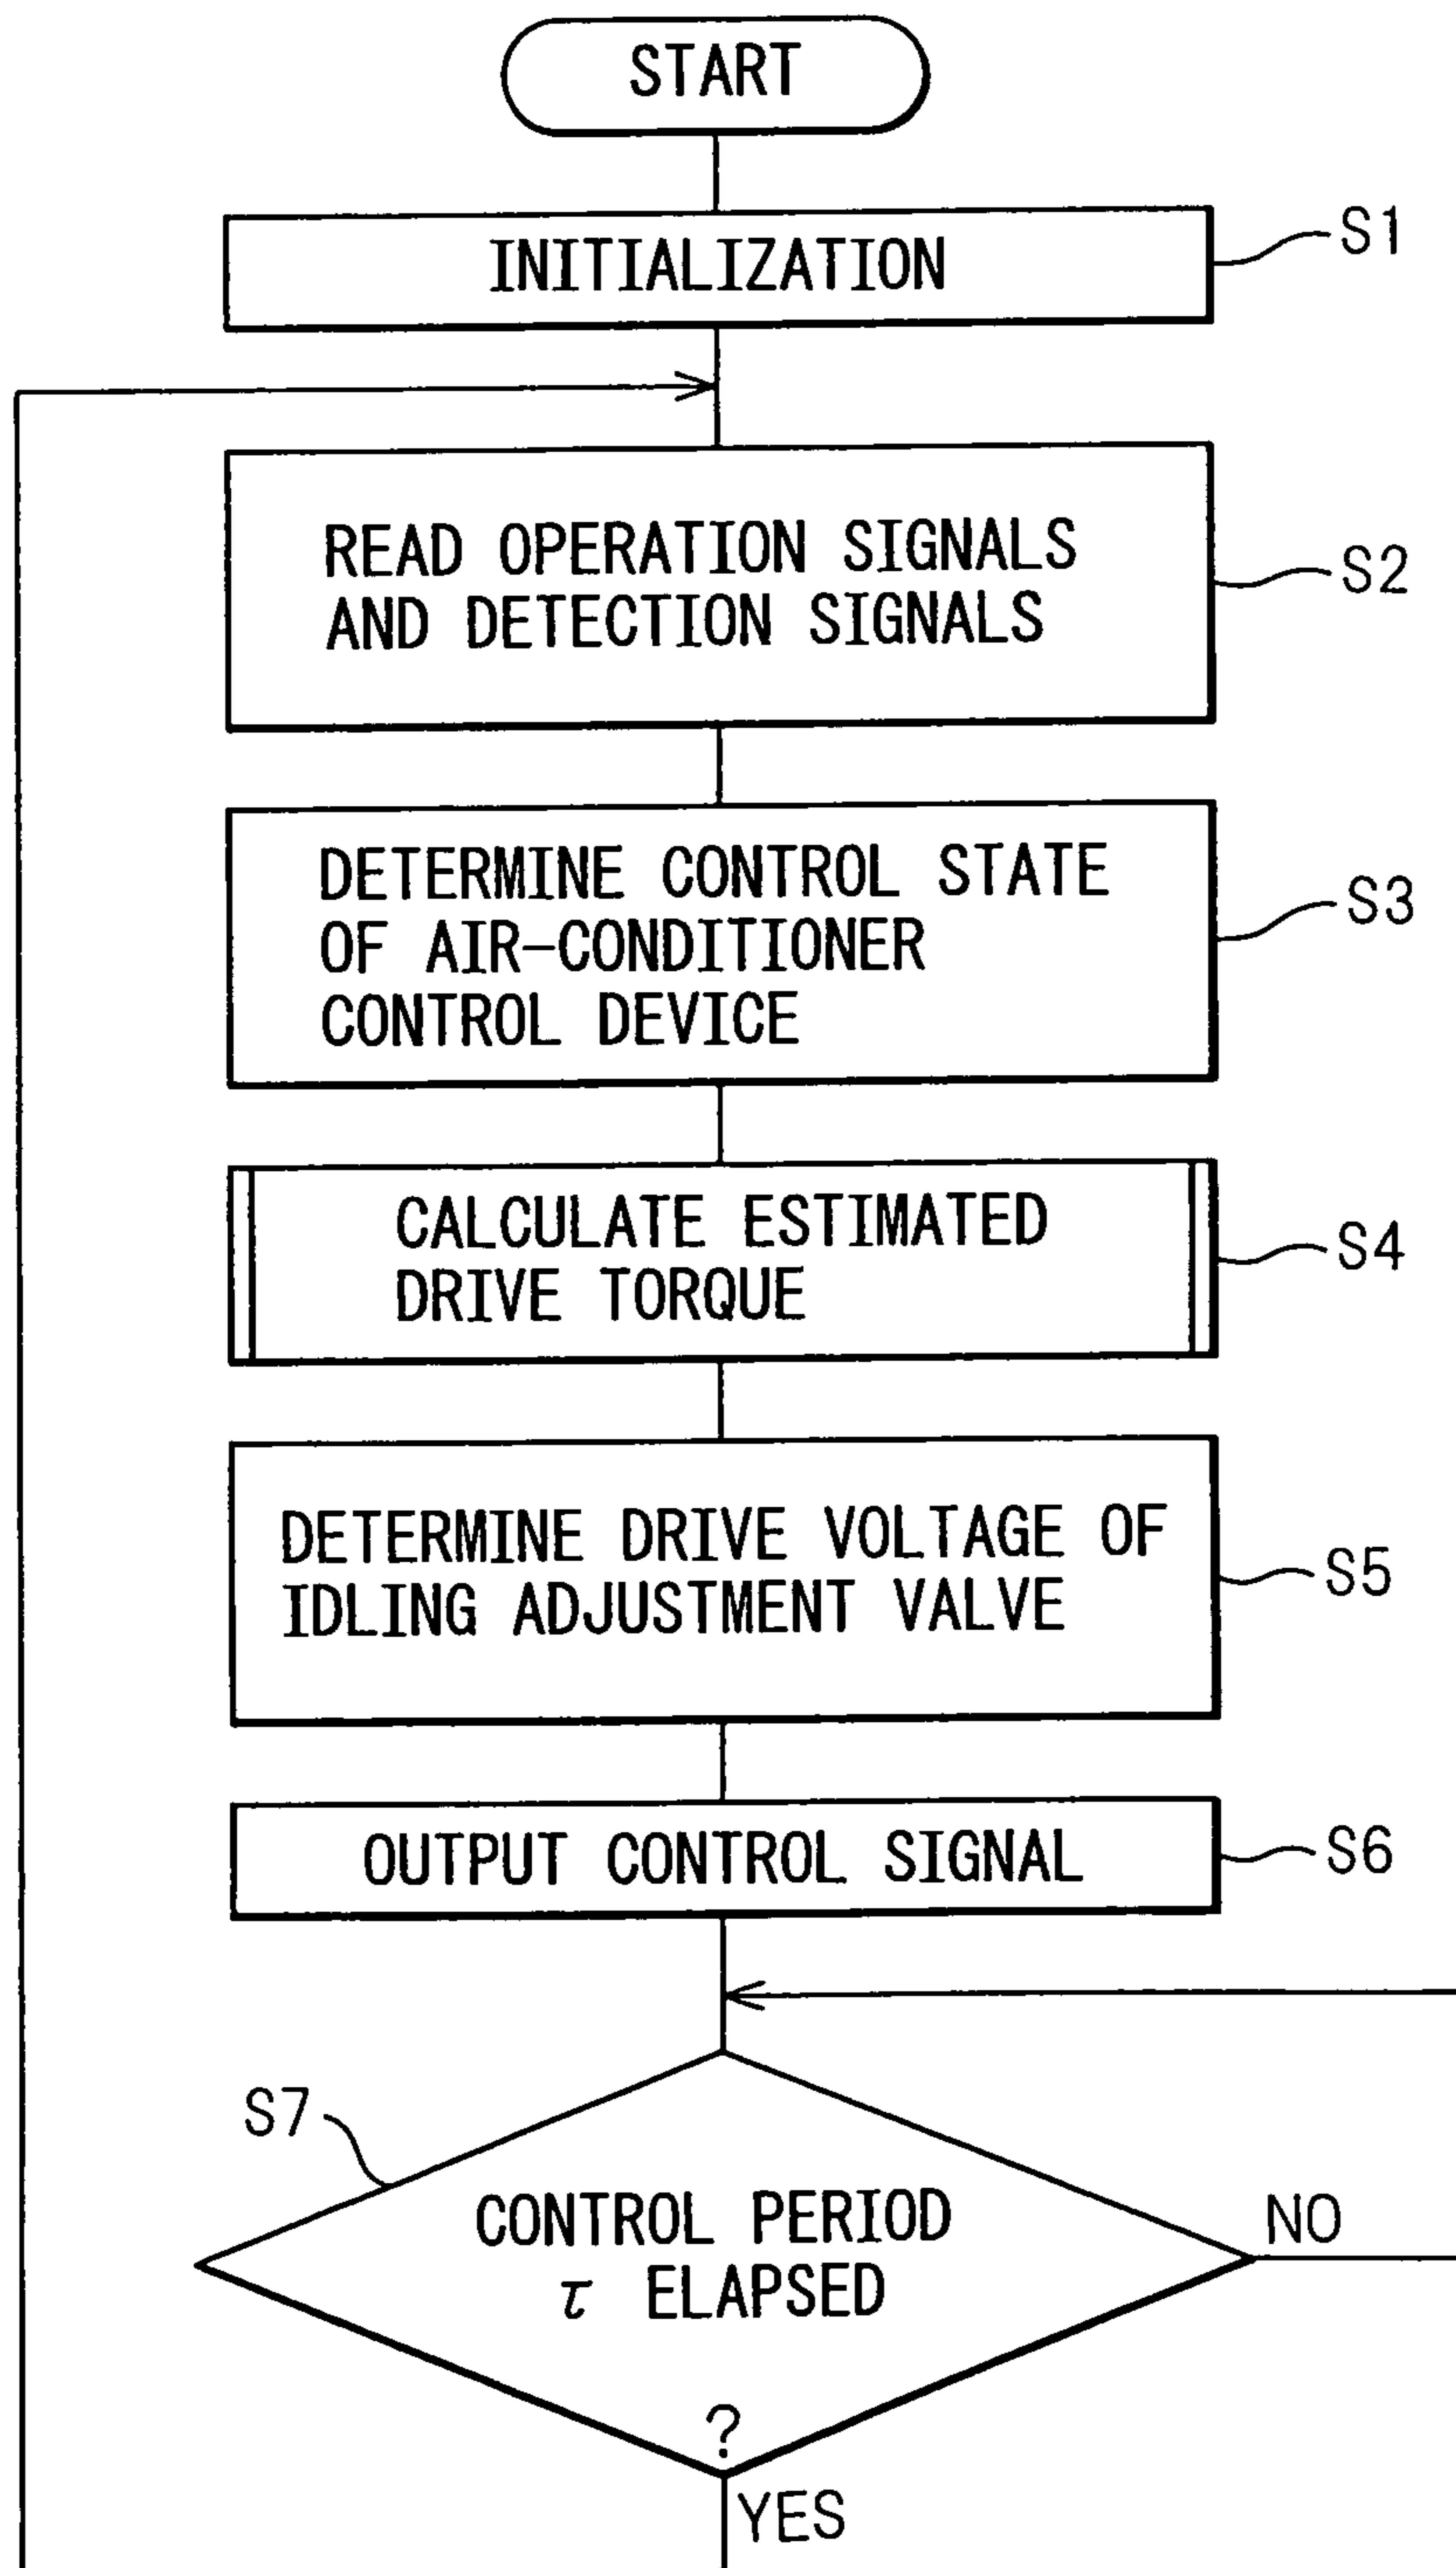 START
INITIALIZATION
S1
READ OPERATION SIGNALS
AND DETECTION SIGNALS
S2
DETERMINE CONTROL STATE
OF AIR-CONDITIONER
CONTROL DEVICE
S3
CALCULATE ESTIMATED
DRIVE TORQUE
S4
DETERMINE DRIVE VOLTAGE OF
IDLING ADJUSTMENT VALVE
S5
OUTPUT CONTROL SIGNAL
S6
S7
CONTROL PERIOD
τ ELAPSED
?
NO
YES